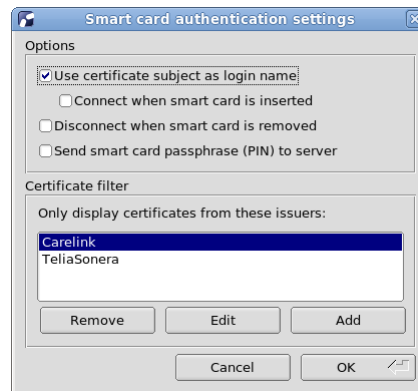 Smart card authentication settings
Options
Use certificate subject as login name
Connect when smart card is inserted
Disconnect when smart card is removed
Send smart card passphrase (PIN) to server
Certificate filter
Only display certificates from these issuers:
Carelink
TeliaSonera
Remove Edit Add
Cancel OK